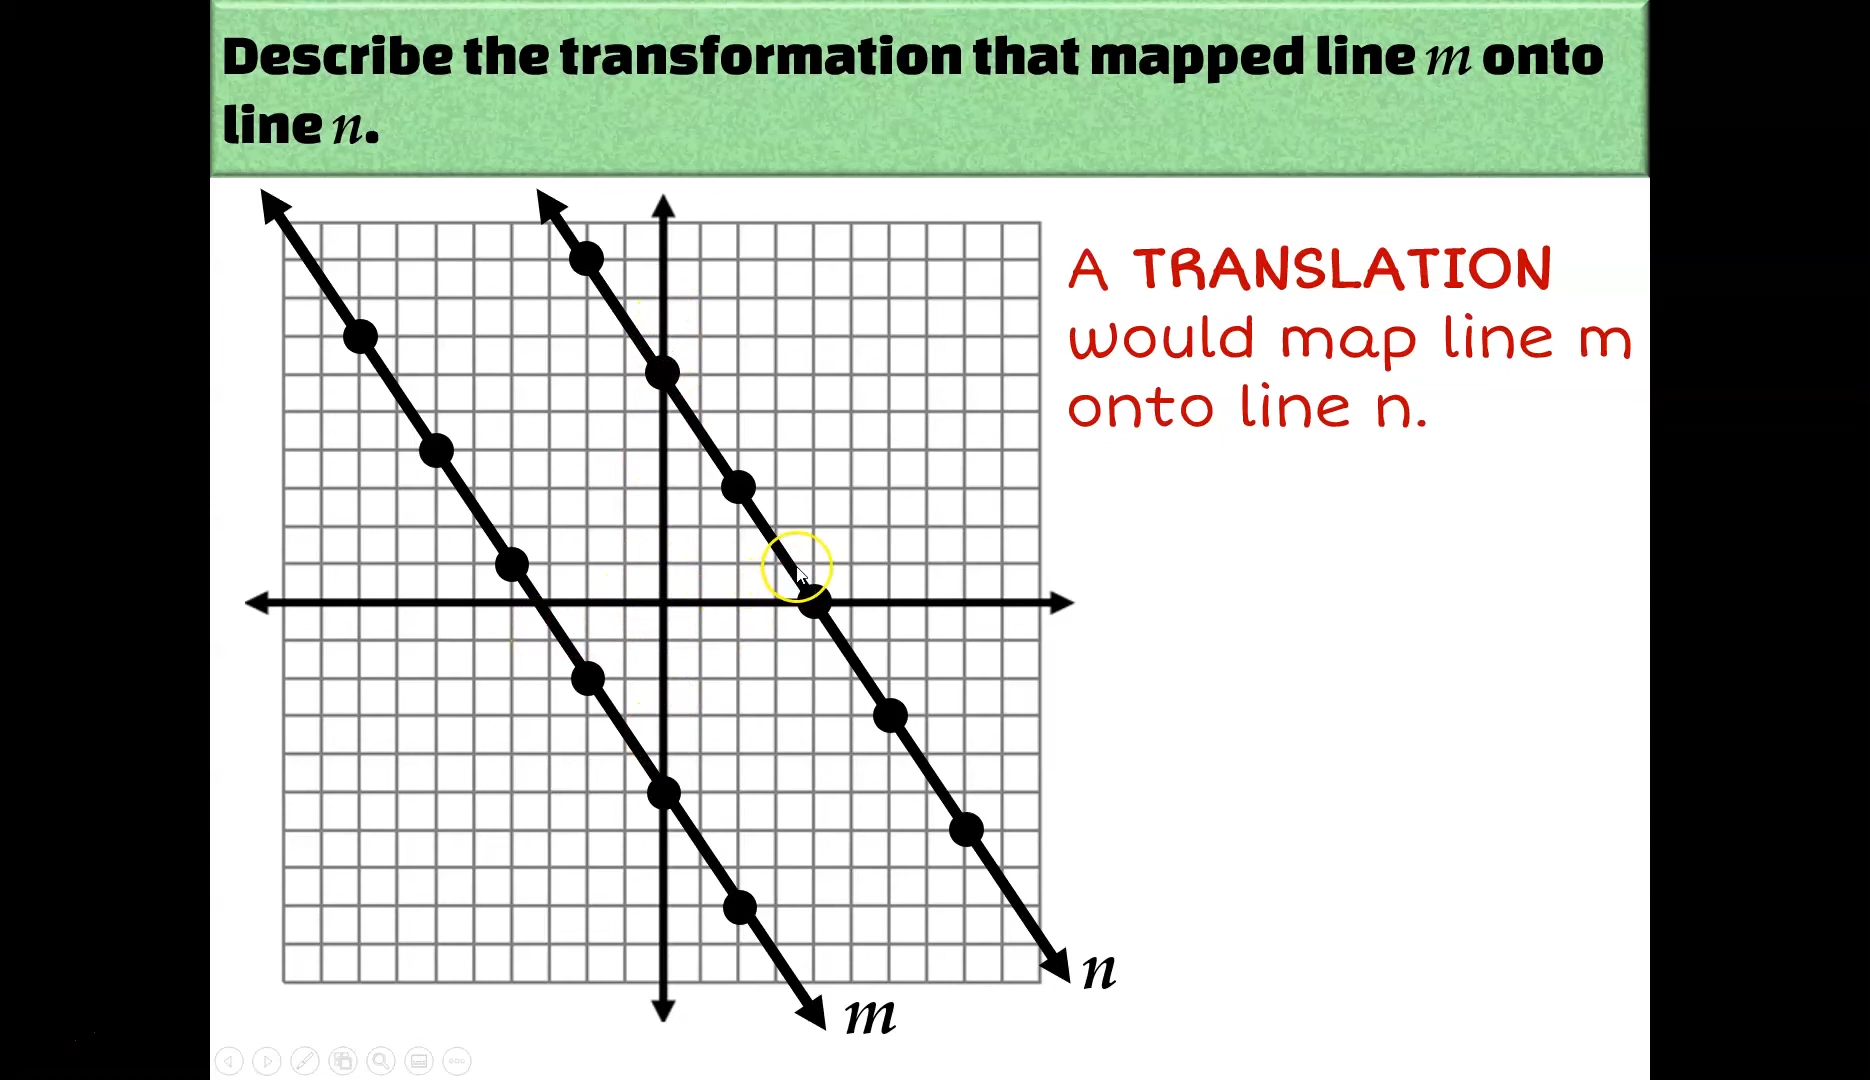 Describe the transformation that mapped line m onto
line n.
A TRANSLATION
would map line m
onto line n.
n
m